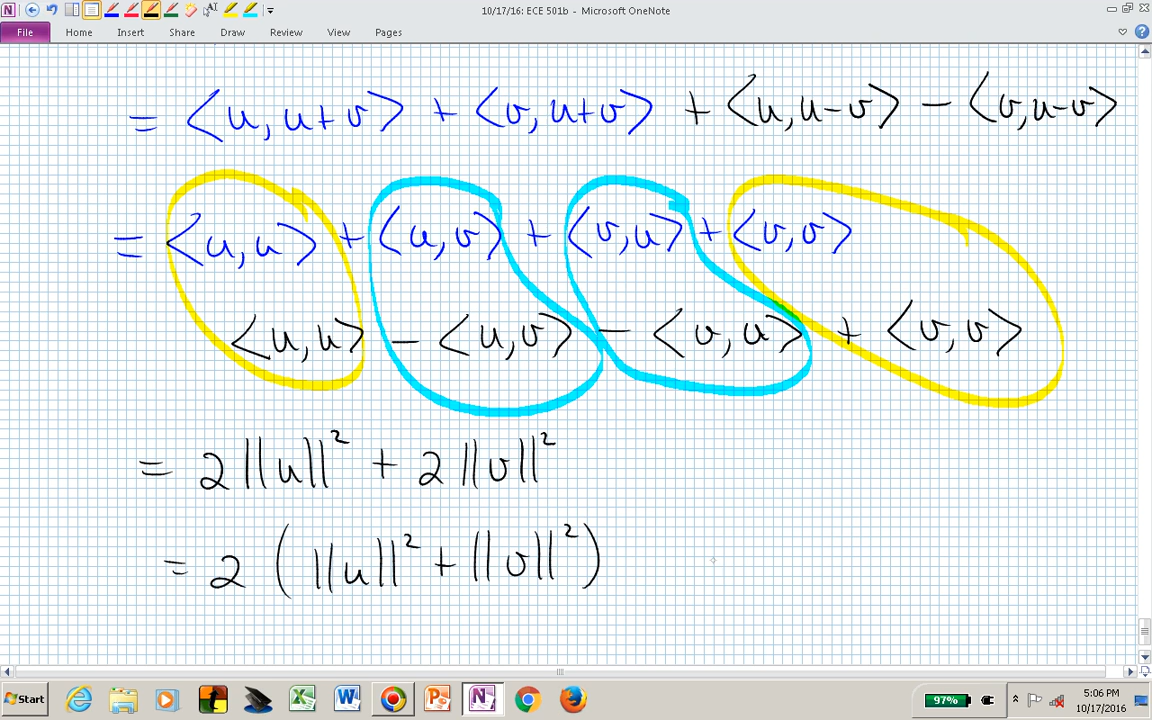 10/17/16: ECE 501b - Microsoft OneNote
File Home Insert Share Draw Review View Pages
= <u, u+v> + <v, u+v> + <u, u-v> - <v, u-v>
= <u, u> + <u, v> + <v, u> + <v, v>
<u, u> - <u, v> - <v, u> + <v, v>
= 2 ||u||² + 2 ||v||²
= 2 ( ||u||² + ||v||² )
Start 97% 5:06 PM
10/17/2016